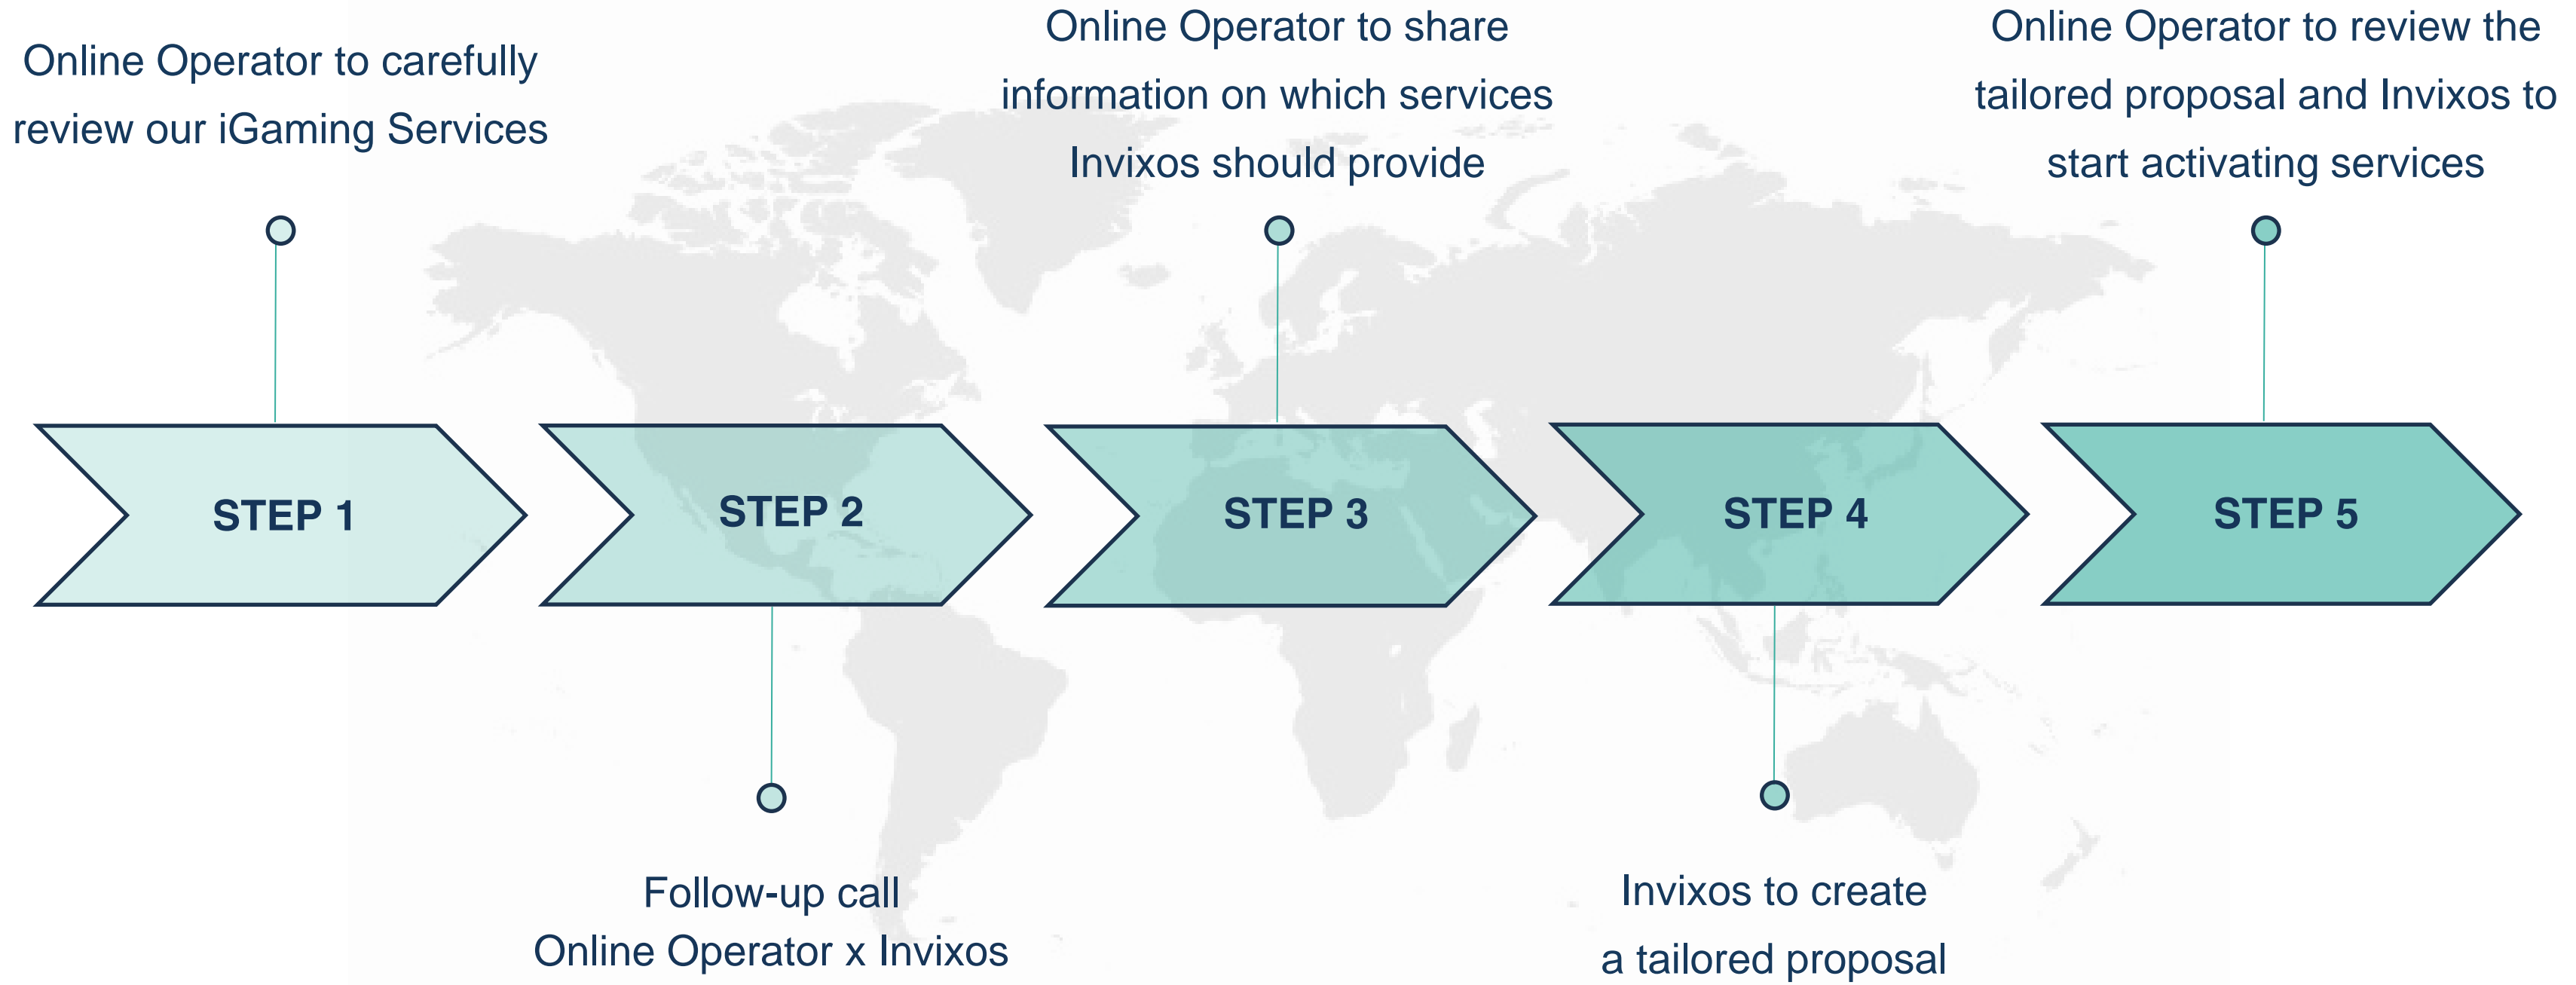 Online Operator to carefully
review our iGaming Services
Online Operator to share
information on which services
Invixos should provide
Online Operator to review the
tailored proposal and Invixos to
start activating services
STEP 1
STEP 2
STEP 3
STEP 4
STEP 5
Follow-up call
Online Operator x Invixos
Invixos to create
a tailored proposal